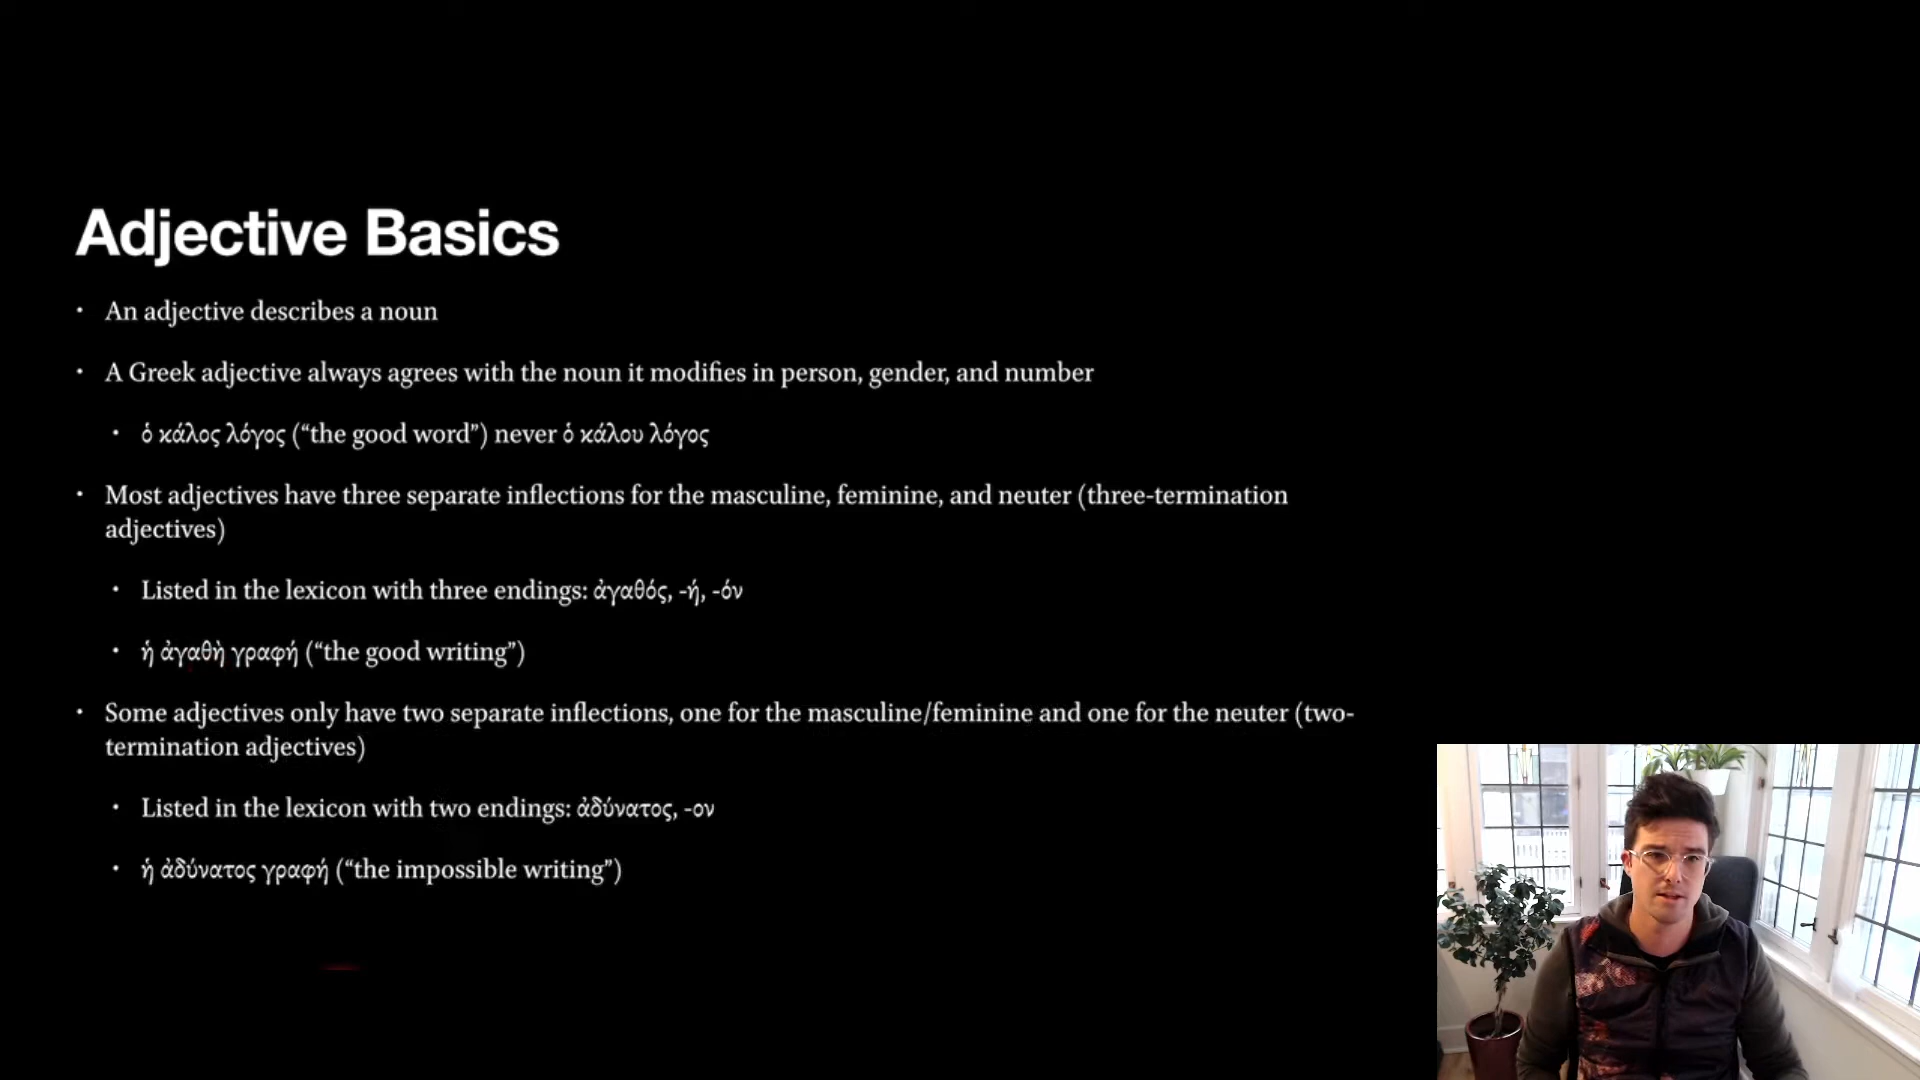 Adjective Basics
• An adjective describes a noun
• A Greek adjective always agrees with the noun it modifies in person, gender, and number
• ὁ κάλος λόγος (“the good word”) never ὁ κάλου λόγος
• Most adjectives have three separate inflections for the masculine, feminine, and neuter (three-termination
adjectives)
• Listed in the lexicon with three endings: ἀγαθός, -ή, -όν
• ἡ ἀγαθὴ γραφή (“the good writing”)
• Some adjectives only have two separate inflections, one for the masculine/feminine and one for the neuter (two-
termination adjectives)
• Listed in the lexicon with two endings: ἀδύνατος, -ον
• ἡ ἀδύνατος γραφή (“the impossible writing”)